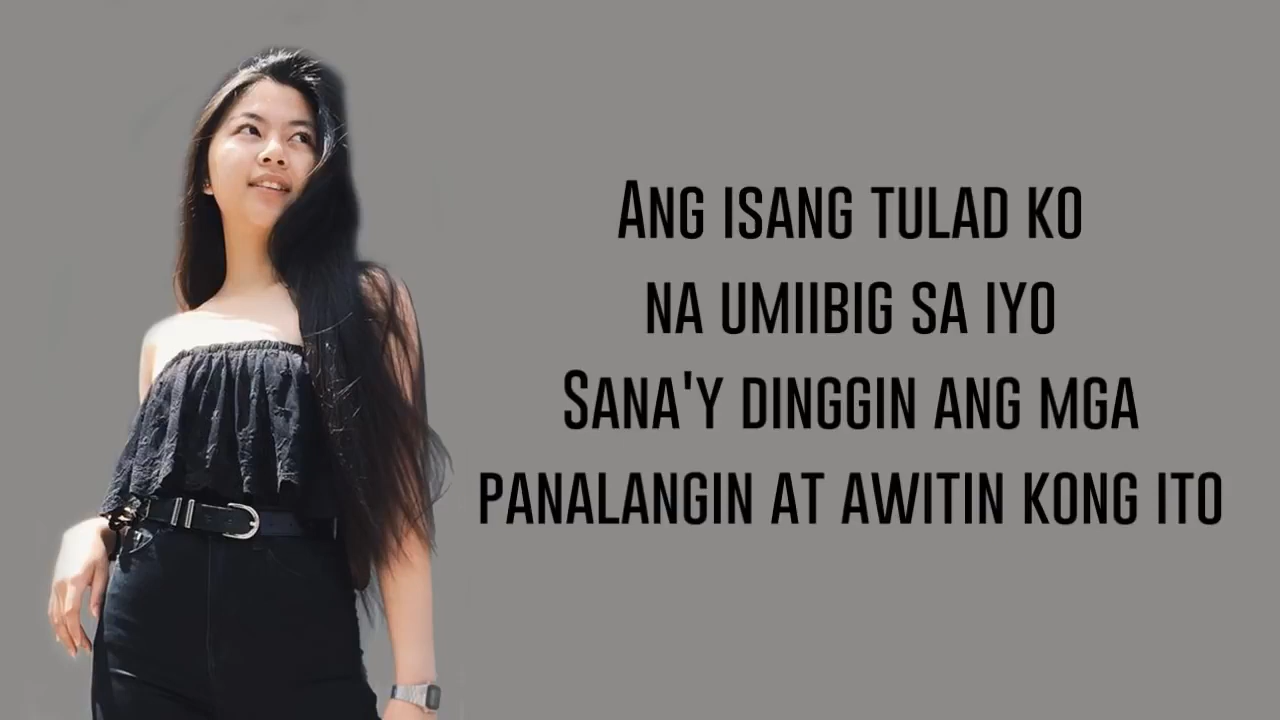 Ang isang tulad ko
na umiibig sa iyo
Sana'y dinggin ang mga
panalangin at awitin kong ito